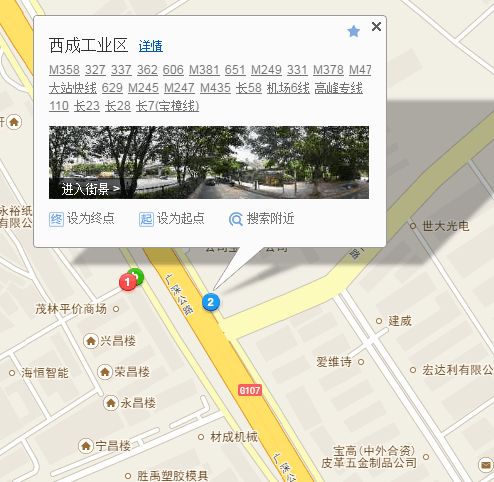 西成工业区 详情
M358 327 337 362 606 M381 651 M249 331 M378 M47
大站快线 629 M245 M247 M435 长58 机场6线 高峰专线
110 长23 长28 长7(宝樟线)
进入街景 >
终 设为终点 起 设为起点 搜索附近
永裕纸
有限公
世大光电
广深公路
1
2
茂林平价商场
建威
兴昌楼
爱维诗
海恒智能
荣昌楼
宏达利有限
G107
永昌楼
材成机械
宁昌楼
宝高(中外合资)
皮革五金制品公司
胜禹塑胶模具
广深公